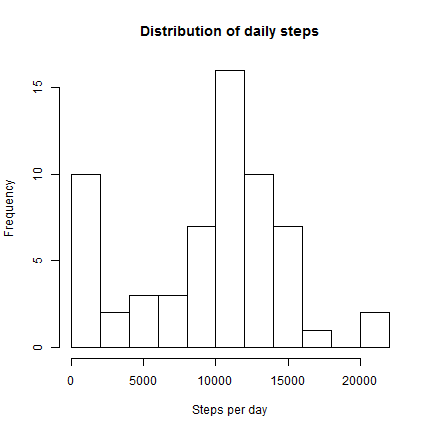 Distribution of daily steps
15
10
5
0
Frequency
0 5000 10000 15000 20000
Steps per day